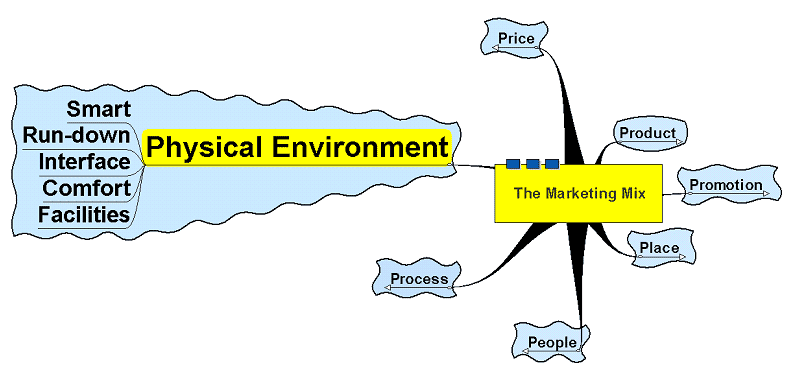 Price
Smart
Run-down
Interface
Comfort
Facilities
Physical Environment
Product
The Marketing Mix
Promotion
Place
Process
People